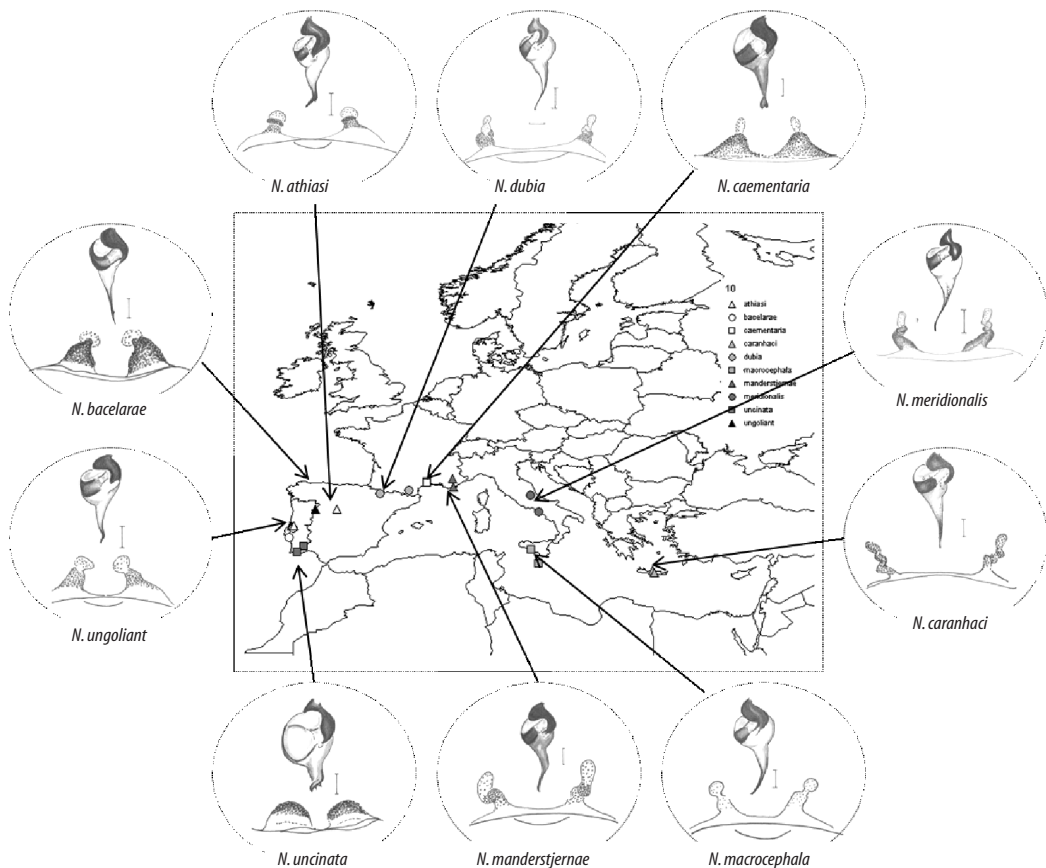 N. athiasi
N. dubia
N. caementaria
N. bacelarae
N. meridionalis
10
athiasi
bacelarae
caementaria
caranhaci
dubia
macrocephala
manderstjernae
meridionalis
uncinata
ungoliant
N. ungoliant
N. caranhaci
N. uncinata
N. manderstjernae
N. macrocephala